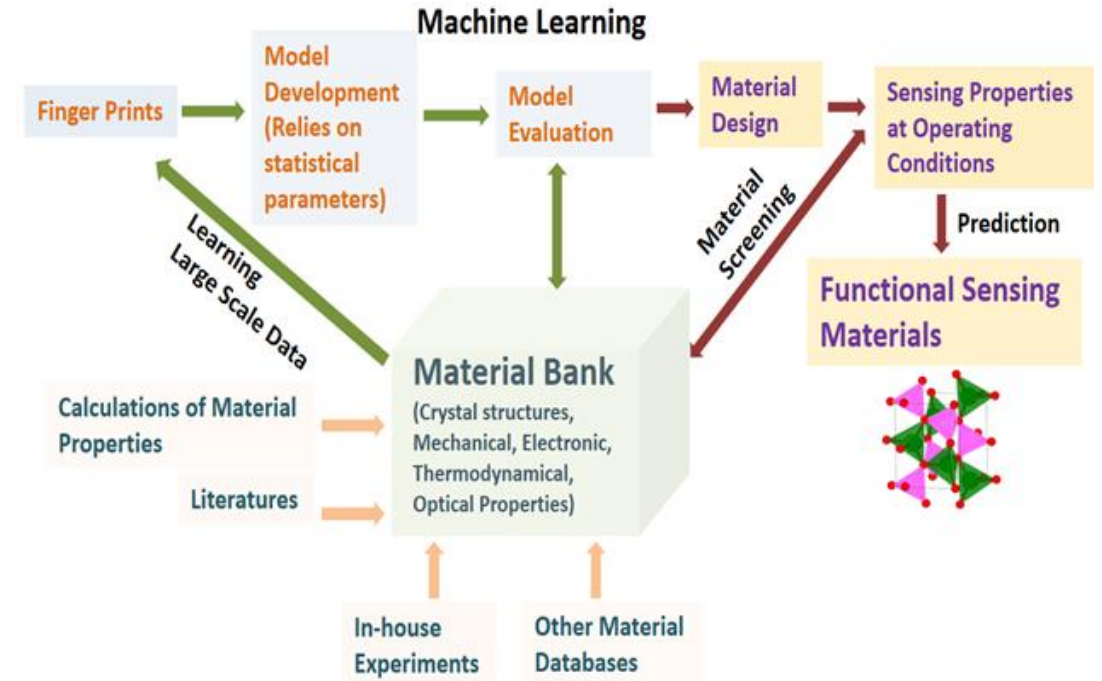 Machine Learning
Finger Prints
Model
Development
(Relies on
statistical
parameters)
Model
Evaluation
Material
Design
Sensing Properties
at Operating
Conditions
Learning
Large Scale Data
Material
Screening
Prediction
Functional Sensing
Materials
Material Bank
(Crystal structures,
Mechanical, Electronic,
Thermodynamical,
Optical Properties)
Calculations of Material
Properties
Literatures
In-house
Experiments
Other Material
Databases